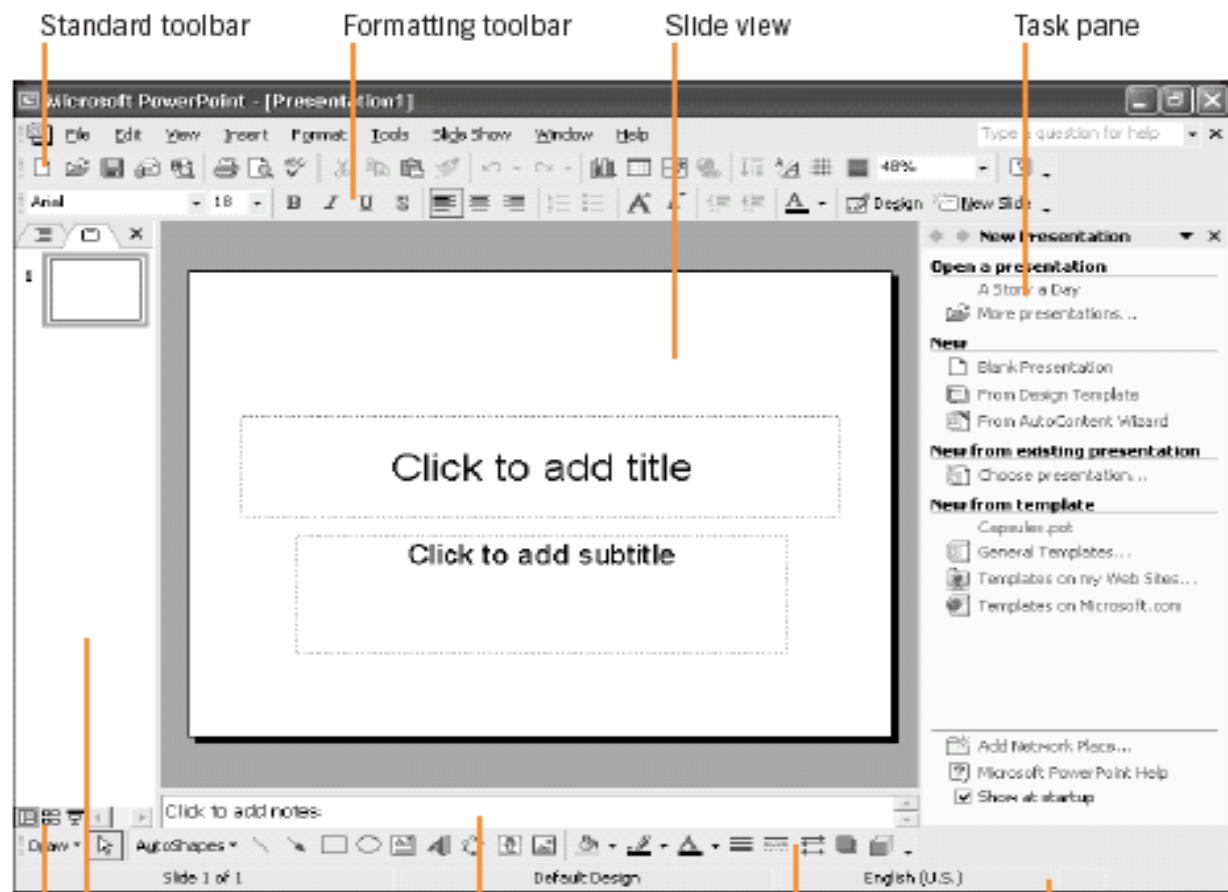 Standard toolbar
Formatting toolbar
Slide view
Task pane
Microsoft PowerPoint - [Presentation1]
File Edit View Insert Format Tools Slide Show Window Help
Type a question for help
48%
Arial
18
B I U S
A A
A
Design
New Slide
New Presentation
1
Open a presentation
A Story a Day
More presentations...
New
Blank Presentation
From Design Template
From AutoContent Wizard
New from existing presentation
Choose presentation...
New from template
Capsules.pot
General Templates...
Templates on my Web Sites...
Templates on Microsoft.com
Click to add title
Click to add subtitle
Add Network Place...
Microsoft PowerPoint Help
Show at startup
Click to add notes
Draw
AutoShapes
Slide 1 of 1
Default Design
English (U.S.)